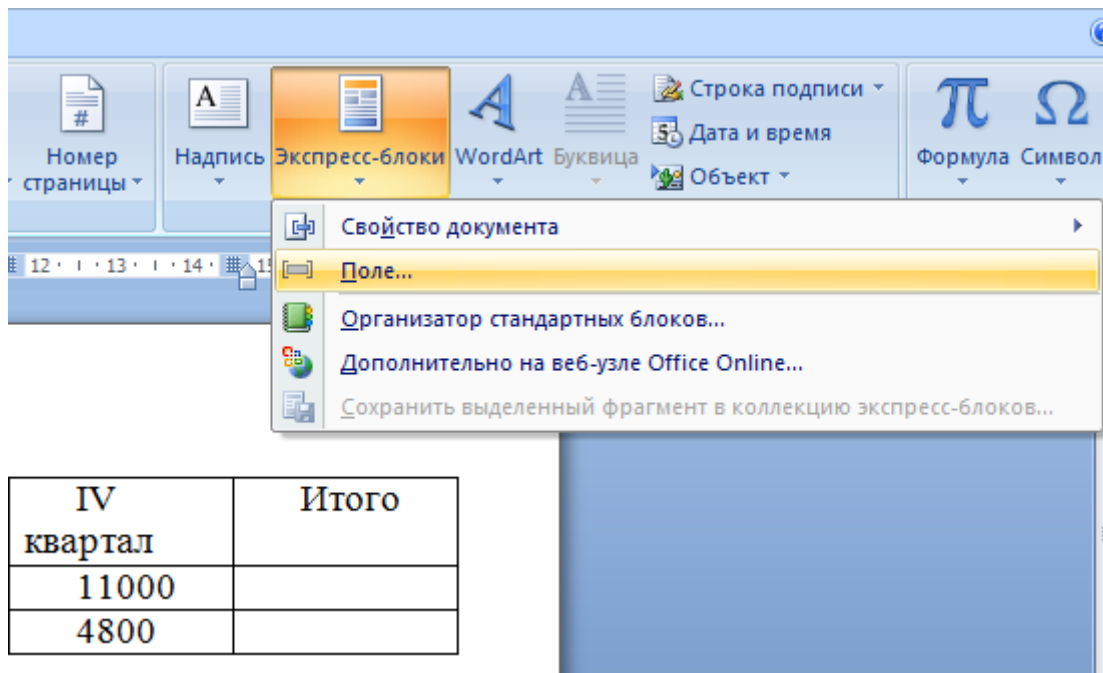 Номер страницы
Надпись
Экспресс-блоки
WordArt
Буквица
Строка подписи
Дата и время
Объект
Формула
Символ
Свойство документа
Поле...
Организатор стандартных блоков...
Дополнительно на веб-узле Office Online...
Сохранить выделенный фрагмент в коллекцию экспресс-блоков...
12 13 14
IV квартал Итого
11000
4800